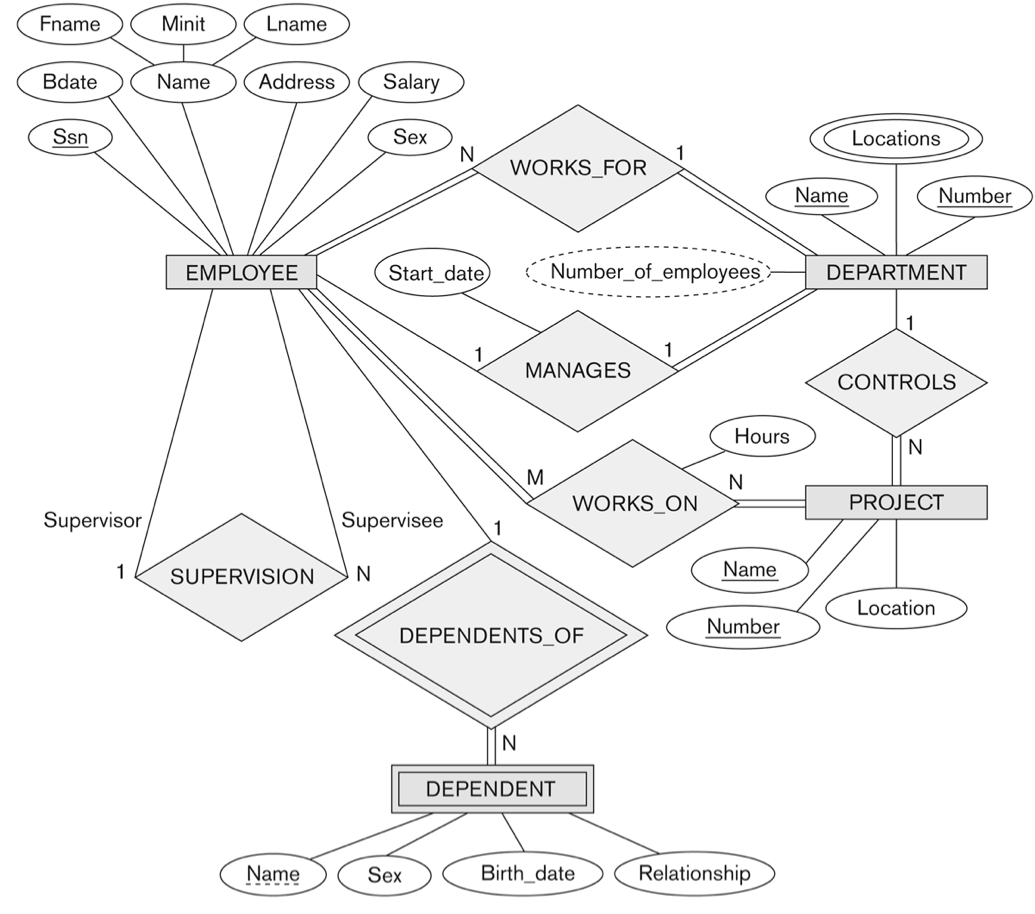 Fname
Minit
Lname
Bdate
Name
Address
Salary
Ssn
Sex
N
WORKS_FOR
1
Locations
Name
Number
EMPLOYEE
Start_date
Number_of_employees
DEPARTMENT
1
MANAGES
1
1
CONTROLS
N
Hours
M
WORKS_ON
N
PROJECT
Supervisor
Supervisee
1
SUPERVISION
N
1
Name
Number
Location
DEPENDENTS_OF
N
DEPENDENT
Name
Sex
Birth_date
Relationship